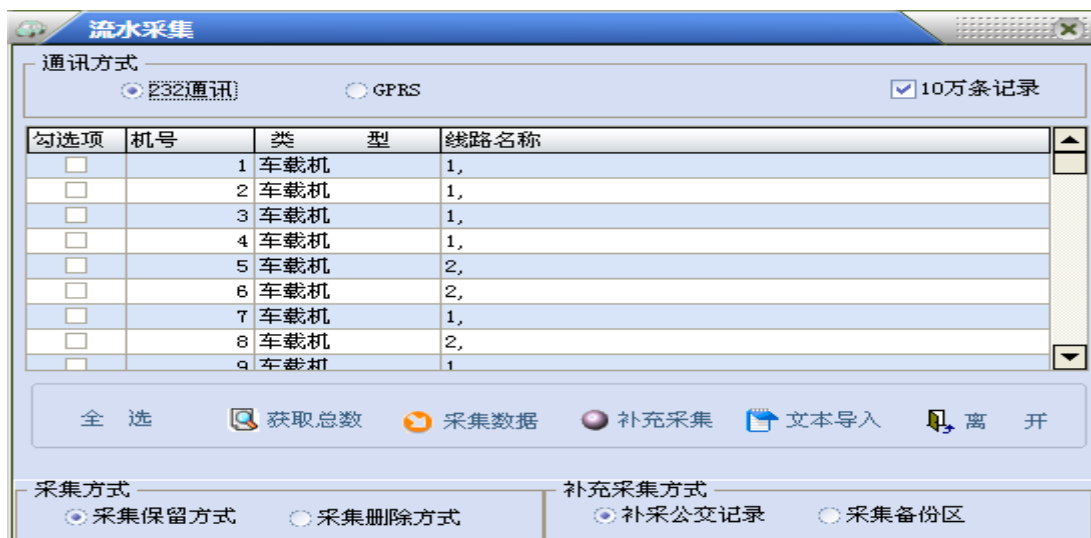 流水采集
通讯方式
232通讯 GPRS 10万条记录
勾选项 机号 类 型 线路名称
1 车载机 1,
2 车载机 1,
3 车载机 1,
4 车载机 1,
5 车载机 2,
6 车载机 2,
7 车载机 1,
8 车载机 2,
9 车载机 1
全 选 获取总数 采集数据 补充采集 文本导入 离 开
采集方式 补充采集方式
采集保留方式 采集删除方式 补采公交记录 采集备份区